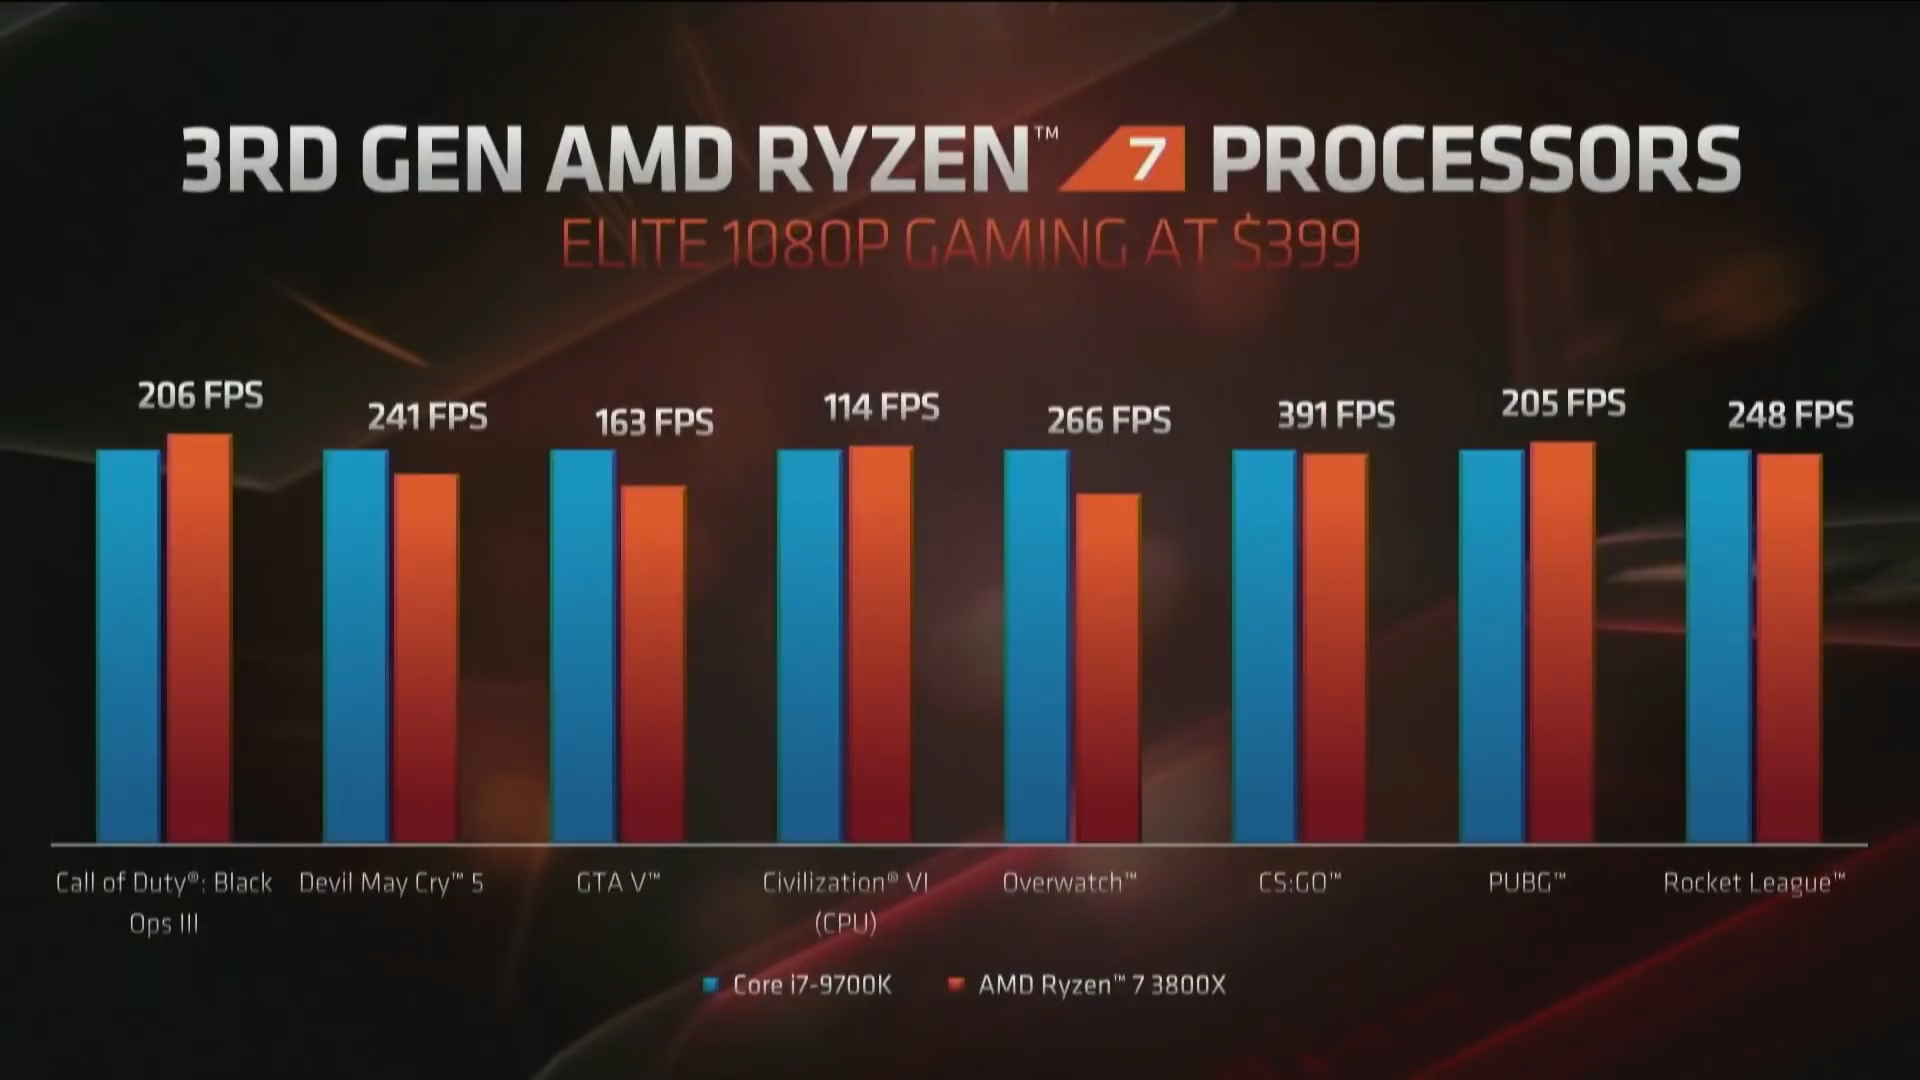 3RD GEN AMD RYZEN™ 7 PROCESSORS
ELITE 1080P GAMING AT $399
206 FPS
241 FPS
163 FPS
114 FPS
266 FPS
391 FPS
205 FPS
248 FPS
Call of Duty®: Black
Ops III
Devil May Cry™ 5
GTA V™
Civilization® VI
(CPU)
Overwatch™
CS:GO™
PUBG™
Rocket League™
Core i7-9700K
AMD Ryzen™ 7 3800X